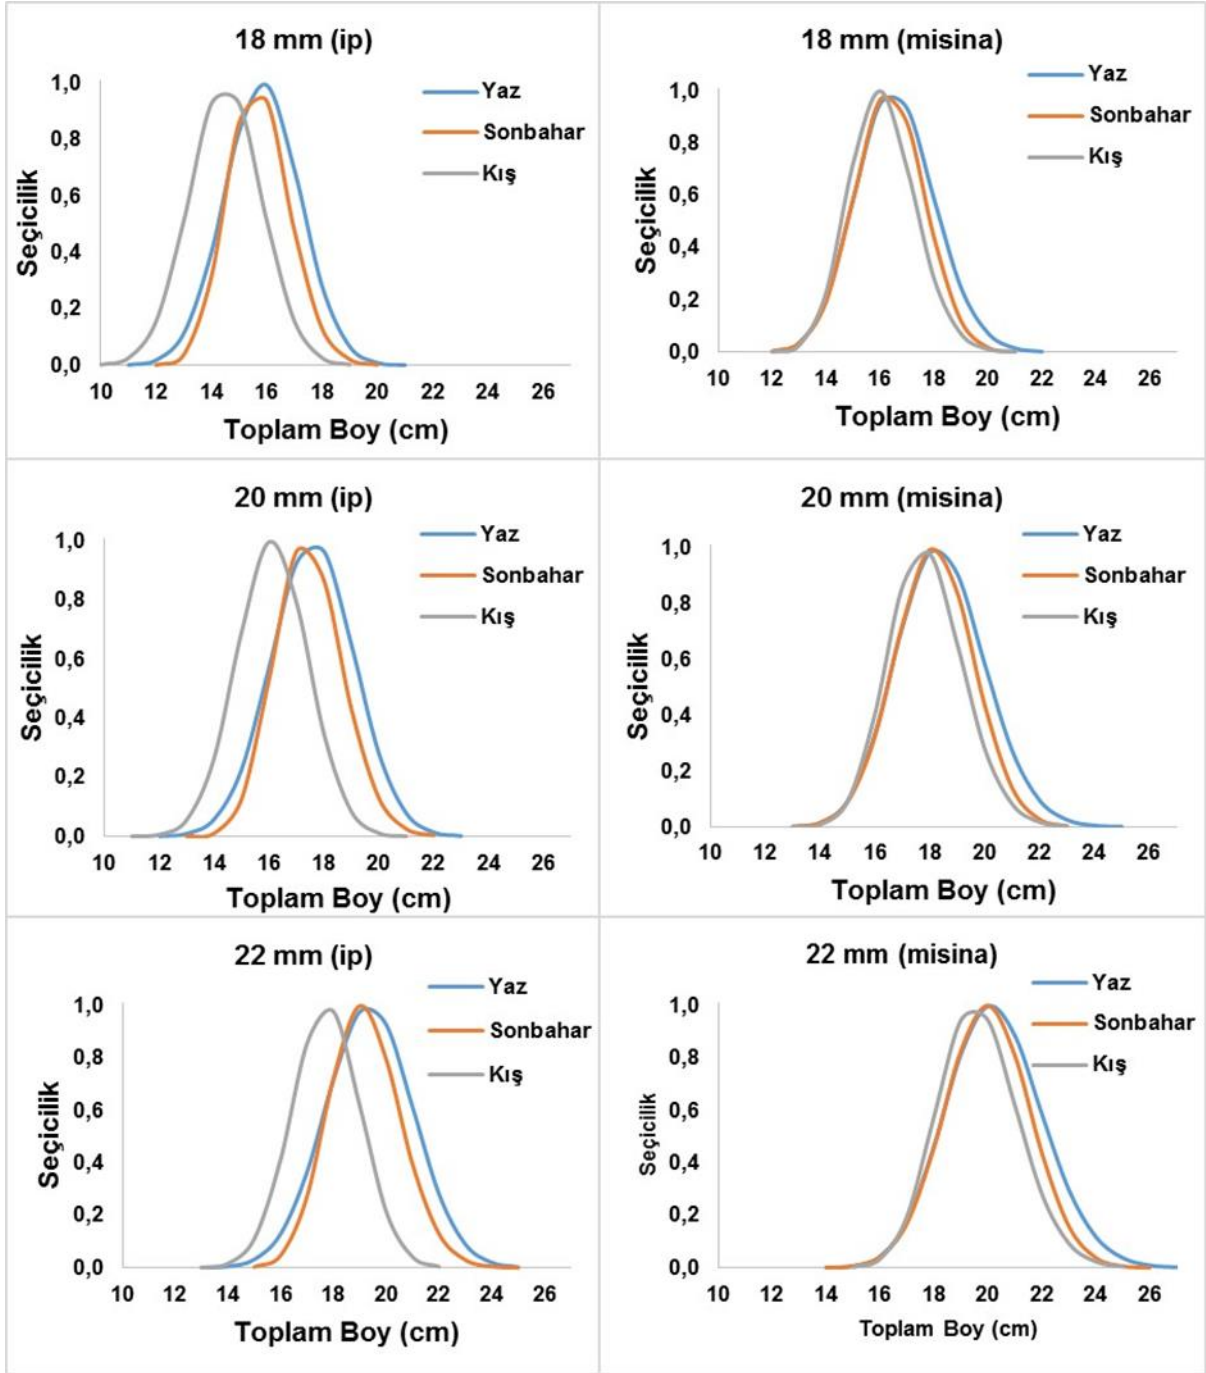 18 mm (ip)
Yaz
Sonbahar
Kış
Seçicilik
1,0
0,8
0,6
0,4
0,2
0,0
10 12 14 16 18 20 22 24 26
Toplam Boy (cm)
18 mm (misina)
Yaz
Sonbahar
Kış
Seçicilik
1,0
0,8
0,6
0,4
0,2
0,0
10 12 14 16 18 20 22 24 26
Toplam Boy (cm)
20 mm (ip)
Yaz
Sonbahar
Kış
Seçicilik
1,0
0,8
0,6
0,4
0,2
0,0
10 12 14 16 18 20 22 24 26
Toplam Boy (cm)
20 mm (misina)
Yaz
Sonbahar
Kış
Seçicilik
1,0
0,8
0,6
0,4
0,2
0,0
10 12 14 16 18 20 22 24 26
Toplam Boy (cm)
22 mm (ip)
Yaz
Sonbahar
Kış
Seçicilik
1,0
0,8
0,6
0,4
0,2
0,0
10 12 14 16 18 20 22 24 26
Toplam Boy (cm)
22 mm (misina)
Yaz
Sonbahar
Kış
Seçicilik
1,0
0,8
0,6
0,4
0,2
0,0
10 12 14 16 18 20 22 24 26
Toplam Boy (cm)